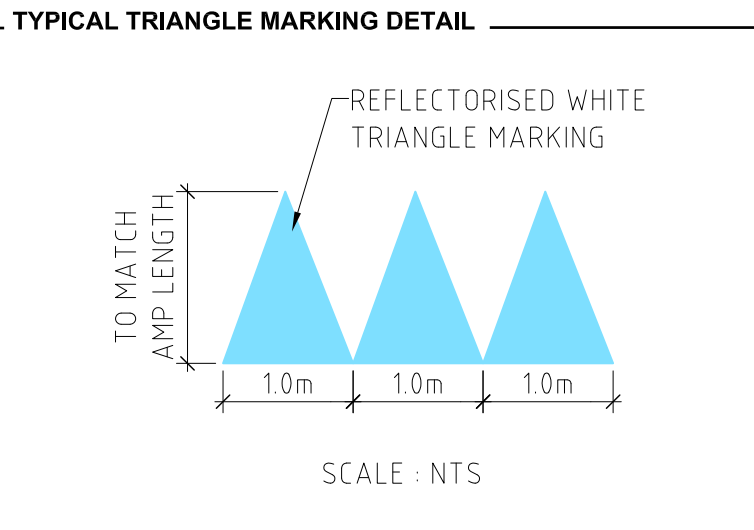 TYPICAL TRIANGLE MARKING DETAIL
REFLECTORISED WHITE
TRIANGLE MARKING
TO MATCH
AMP LENGTH
1.0m 1.0m 1.0m
SCALE : NTS